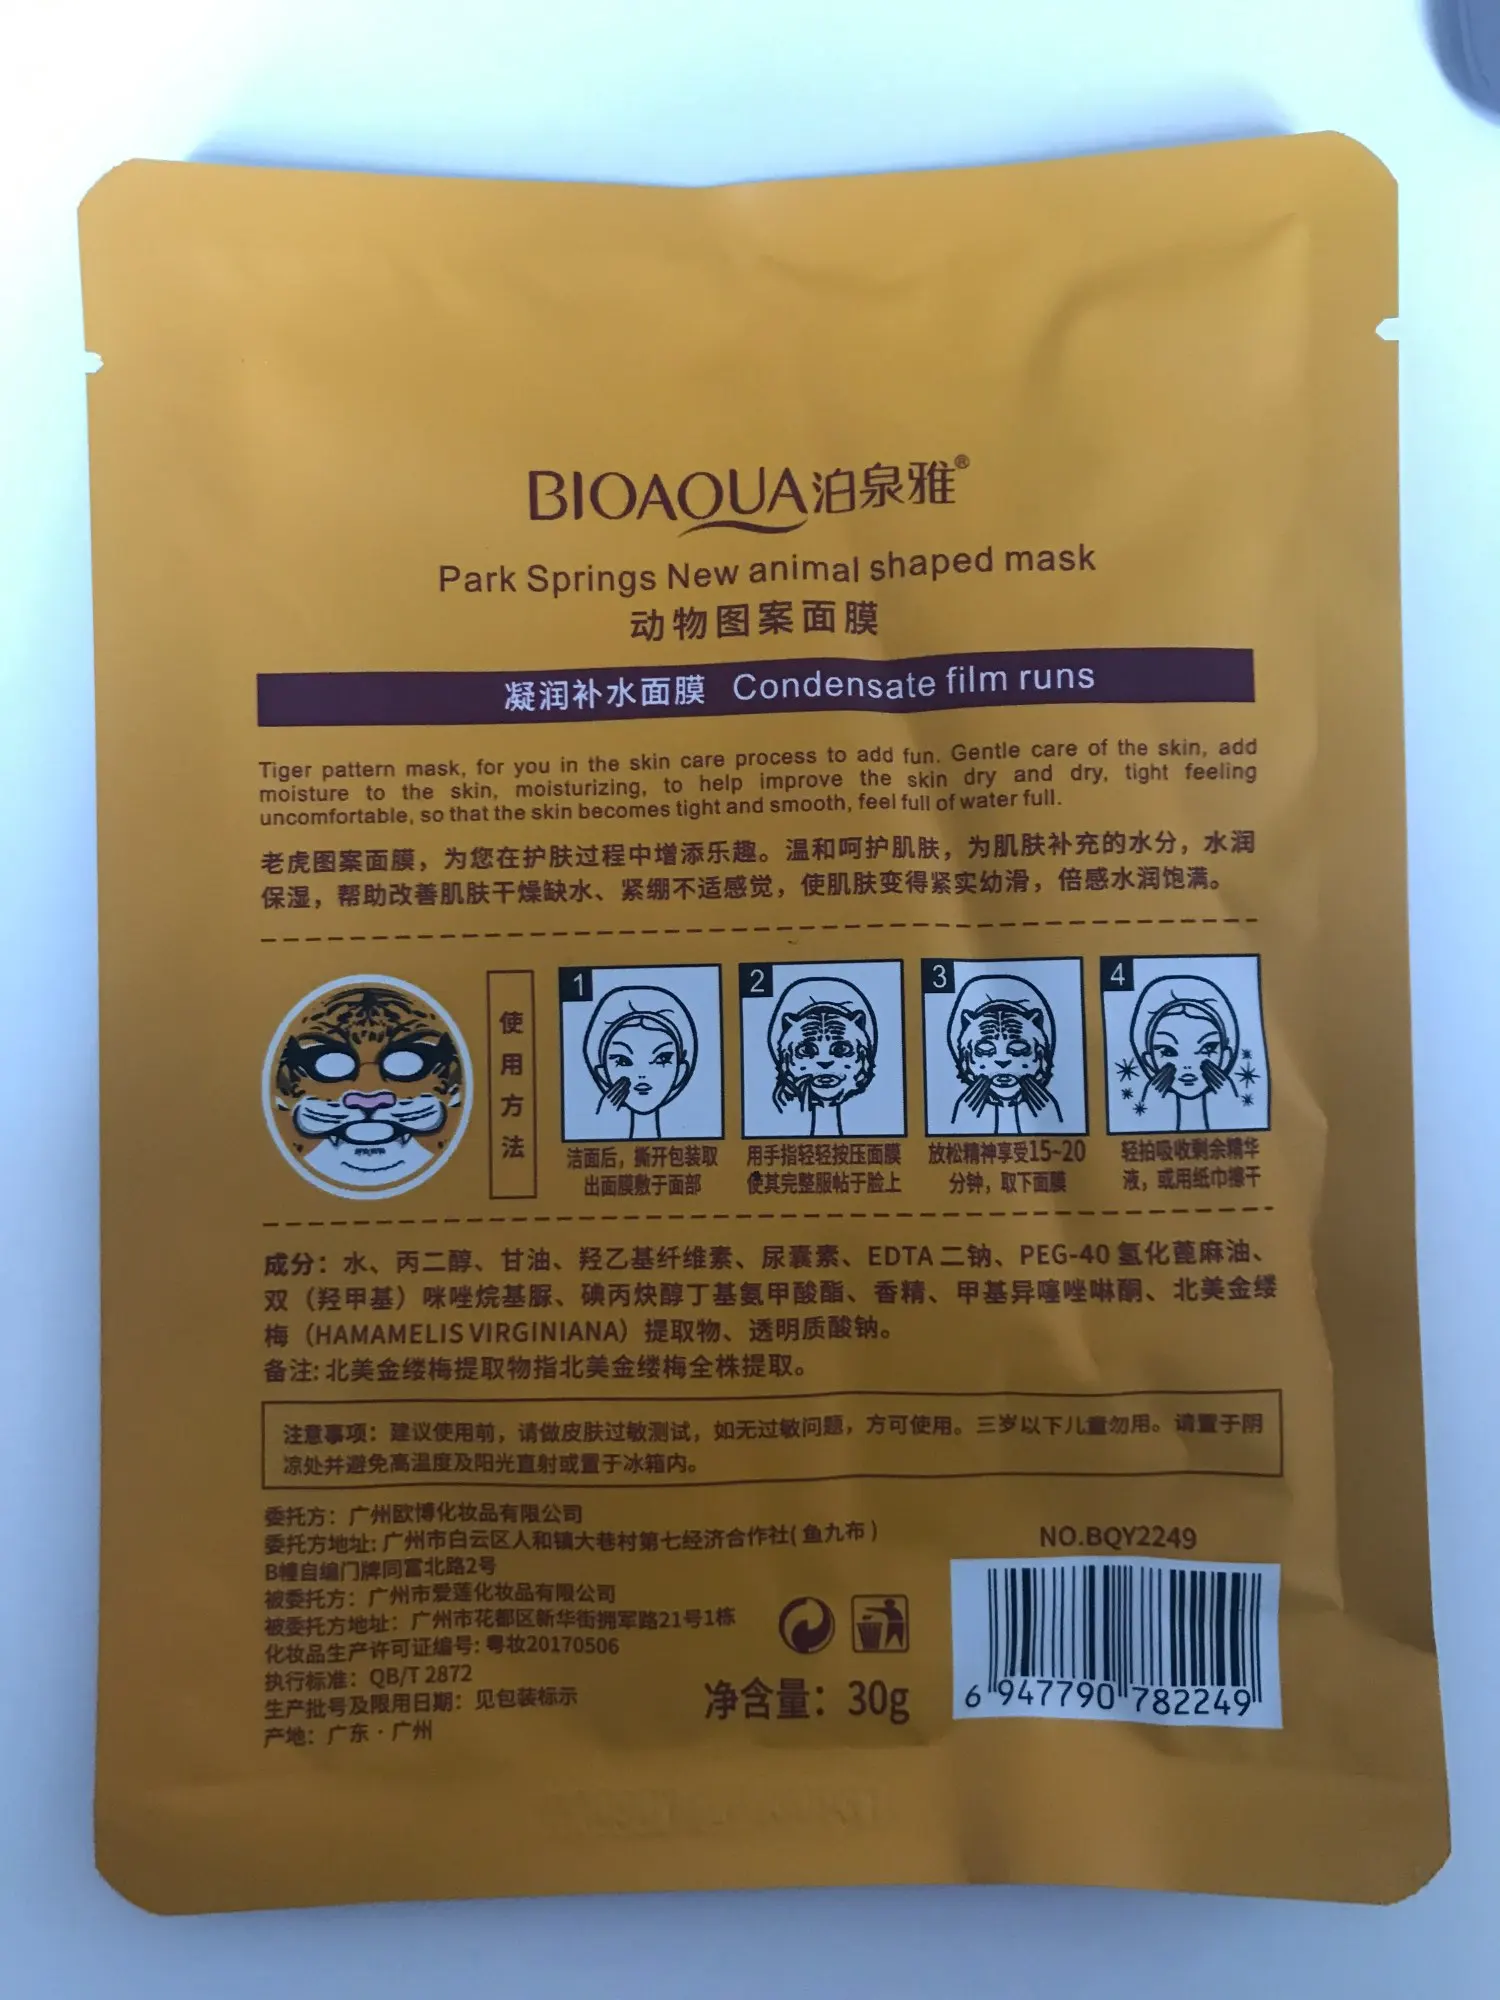 BIOAQUA泊泉雅®
Park Springs New animal shaped mask
动物图案面膜
凝润补水面膜 Condensate film runs
Tiger pattern mask, for you in the skin care process to add fun. Gentle care of the skin, add
moisture to the skin, moisturizing, to help improve the skin dry and dry, tight feeling
uncomfortable, so that the skin becomes tight and smooth, feel full of water full.
老虎图案面膜，为您在护肤过程中增添乐趣。温和呵护肌肤，为肌肤补充的水分，水润
保湿，帮助改善肌肤干燥缺水、紧绷不适感觉，使肌肤变得紧实幼滑，倍感水润饱满。
使用方法
1
洁面后，撕开包装取
出面膜敷于面部
2
用手指轻轻按压面膜
使其完整服帖于脸上
3
放松精神享受15~20
分钟，取下面膜
4
轻拍吸收剩余精华
液，或用纸巾擦干
成分：水、丙二醇、甘油、羟乙基纤维素、尿囊素、EDTA 二钠、PEG-40 氢化蓖麻油、
双（羟甲基）咪唑烷基脲、碘丙炔醇丁基氨甲酸酯、香精、甲基异噻唑啉酮、北美金缕
梅（HAMAMELIS VIRGINIANA）提取物、透明质酸钠。
备注: 北美金缕梅提取物指北美金缕梅全株提取。
注意事项：建议使用前，请做皮肤过敏测试，如无过敏问题，方可使用。三岁以下儿童勿用。请置于阴
凉处并避免高温度及阳光直射或置于冰箱内。
委托方：广州欧博化妆品有限公司
委托方地址: 广州市白云区人和镇大巷村第七经济合作社( 鱼九布 )
B幢自编门牌同富北路2号
被委托方：广州市爱莲化妆品有限公司
被委托方地址：广州市花都区新华街拥军路21号1栋
化妆品生产许可证编号: 粤妆20170506
执行标准：QB/T 2872
生产批号及限用日期：见包装标示
产地：广东 · 广州
净含量：30g
NO.BQY2249
6 947790 782249